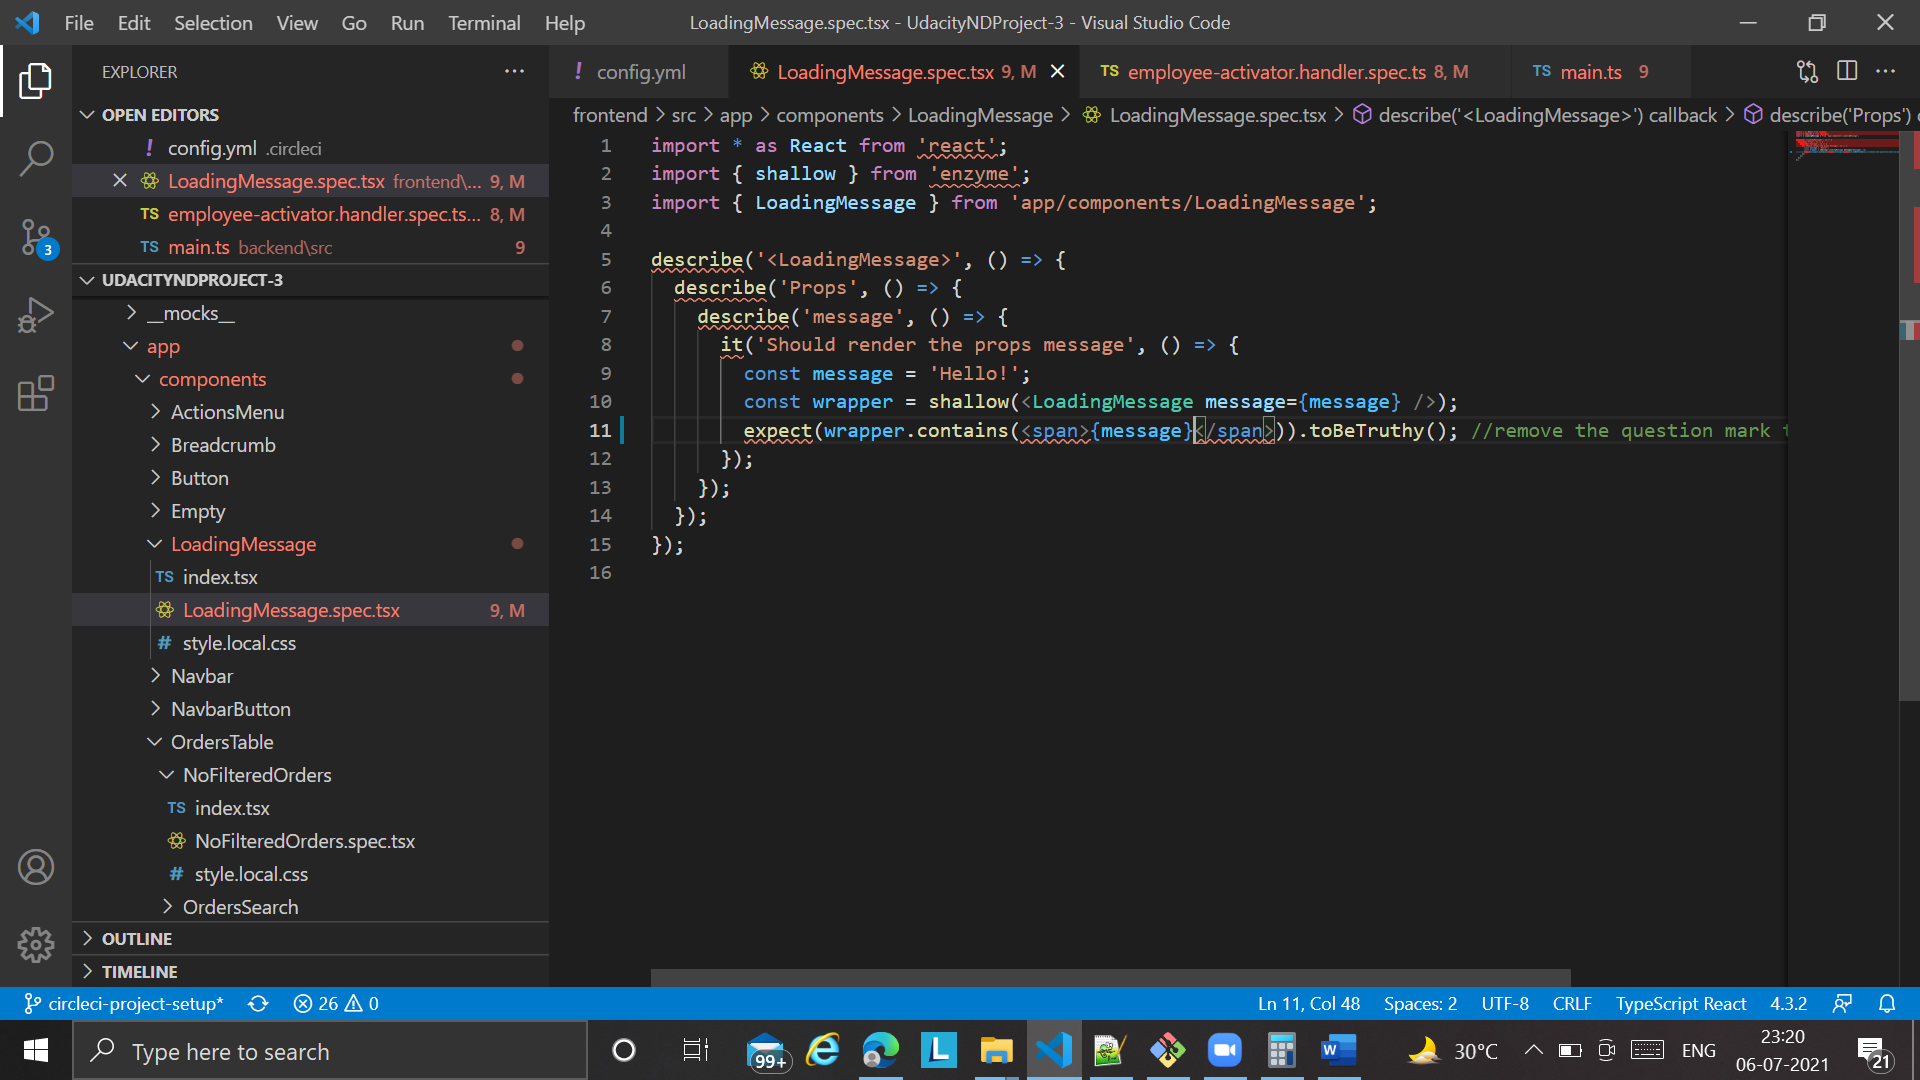 File Edit Selection View Go Run Terminal Help
LoadingMessage.spec.tsx - UdacityNDProject-3 - Visual Studio Code
EXPLORER
OPEN EDITORS
! config.yml .circleci
LoadingMessage.spec.tsx frontend\... 9, M
TS employee-activator.handler.spec.ts... 8, M
TS main.ts backend\src 9
UDACITYNDPROJECT-3
__mocks__
app
components
ActionsMenu
Breadcrumb
Button
Empty
LoadingMessage
TS index.tsx
LoadingMessage.spec.tsx 9, M
# style.local.css
Navbar
NavbarButton
OrdersTable
NoFilteredOrders
TS index.tsx
NoFilteredOrders.spec.tsx
# style.local.css
OrdersSearch
OUTLINE
TIMELINE
3
! config.yml
LoadingMessage.spec.tsx 9, M
TS employee-activator.handler.spec.ts 8, M
TS main.ts 9
frontend > src > app > components > LoadingMessage > LoadingMessage.spec.tsx > describe('<LoadingMessage>') callback > describe('Props') c
1 import * as React from 'react';
2 import { shallow } from 'enzyme';
3 import { LoadingMessage } from 'app/components/LoadingMessage';
4
5 describe('<LoadingMessage>', () => {
6 describe('Props', () => {
7 describe('message', () => {
8 it('Should render the props message', () => {
9 const message = 'Hello!';
10 const wrapper = shallow(<LoadingMessage message={message} />);
11 expect(wrapper.contains(<span>{message}</span>)).toBeTruthy(); //remove the question mark t
12 });
13 });
14 });
15 });
16
circleci-project-setup* 26 0
Ln 11, Col 48 Spaces: 2 UTF-8 CRLF TypeScript React 4.3.2
Type here to search
99+
L
W
30°C
ENG
23:20
06-07-2021
21